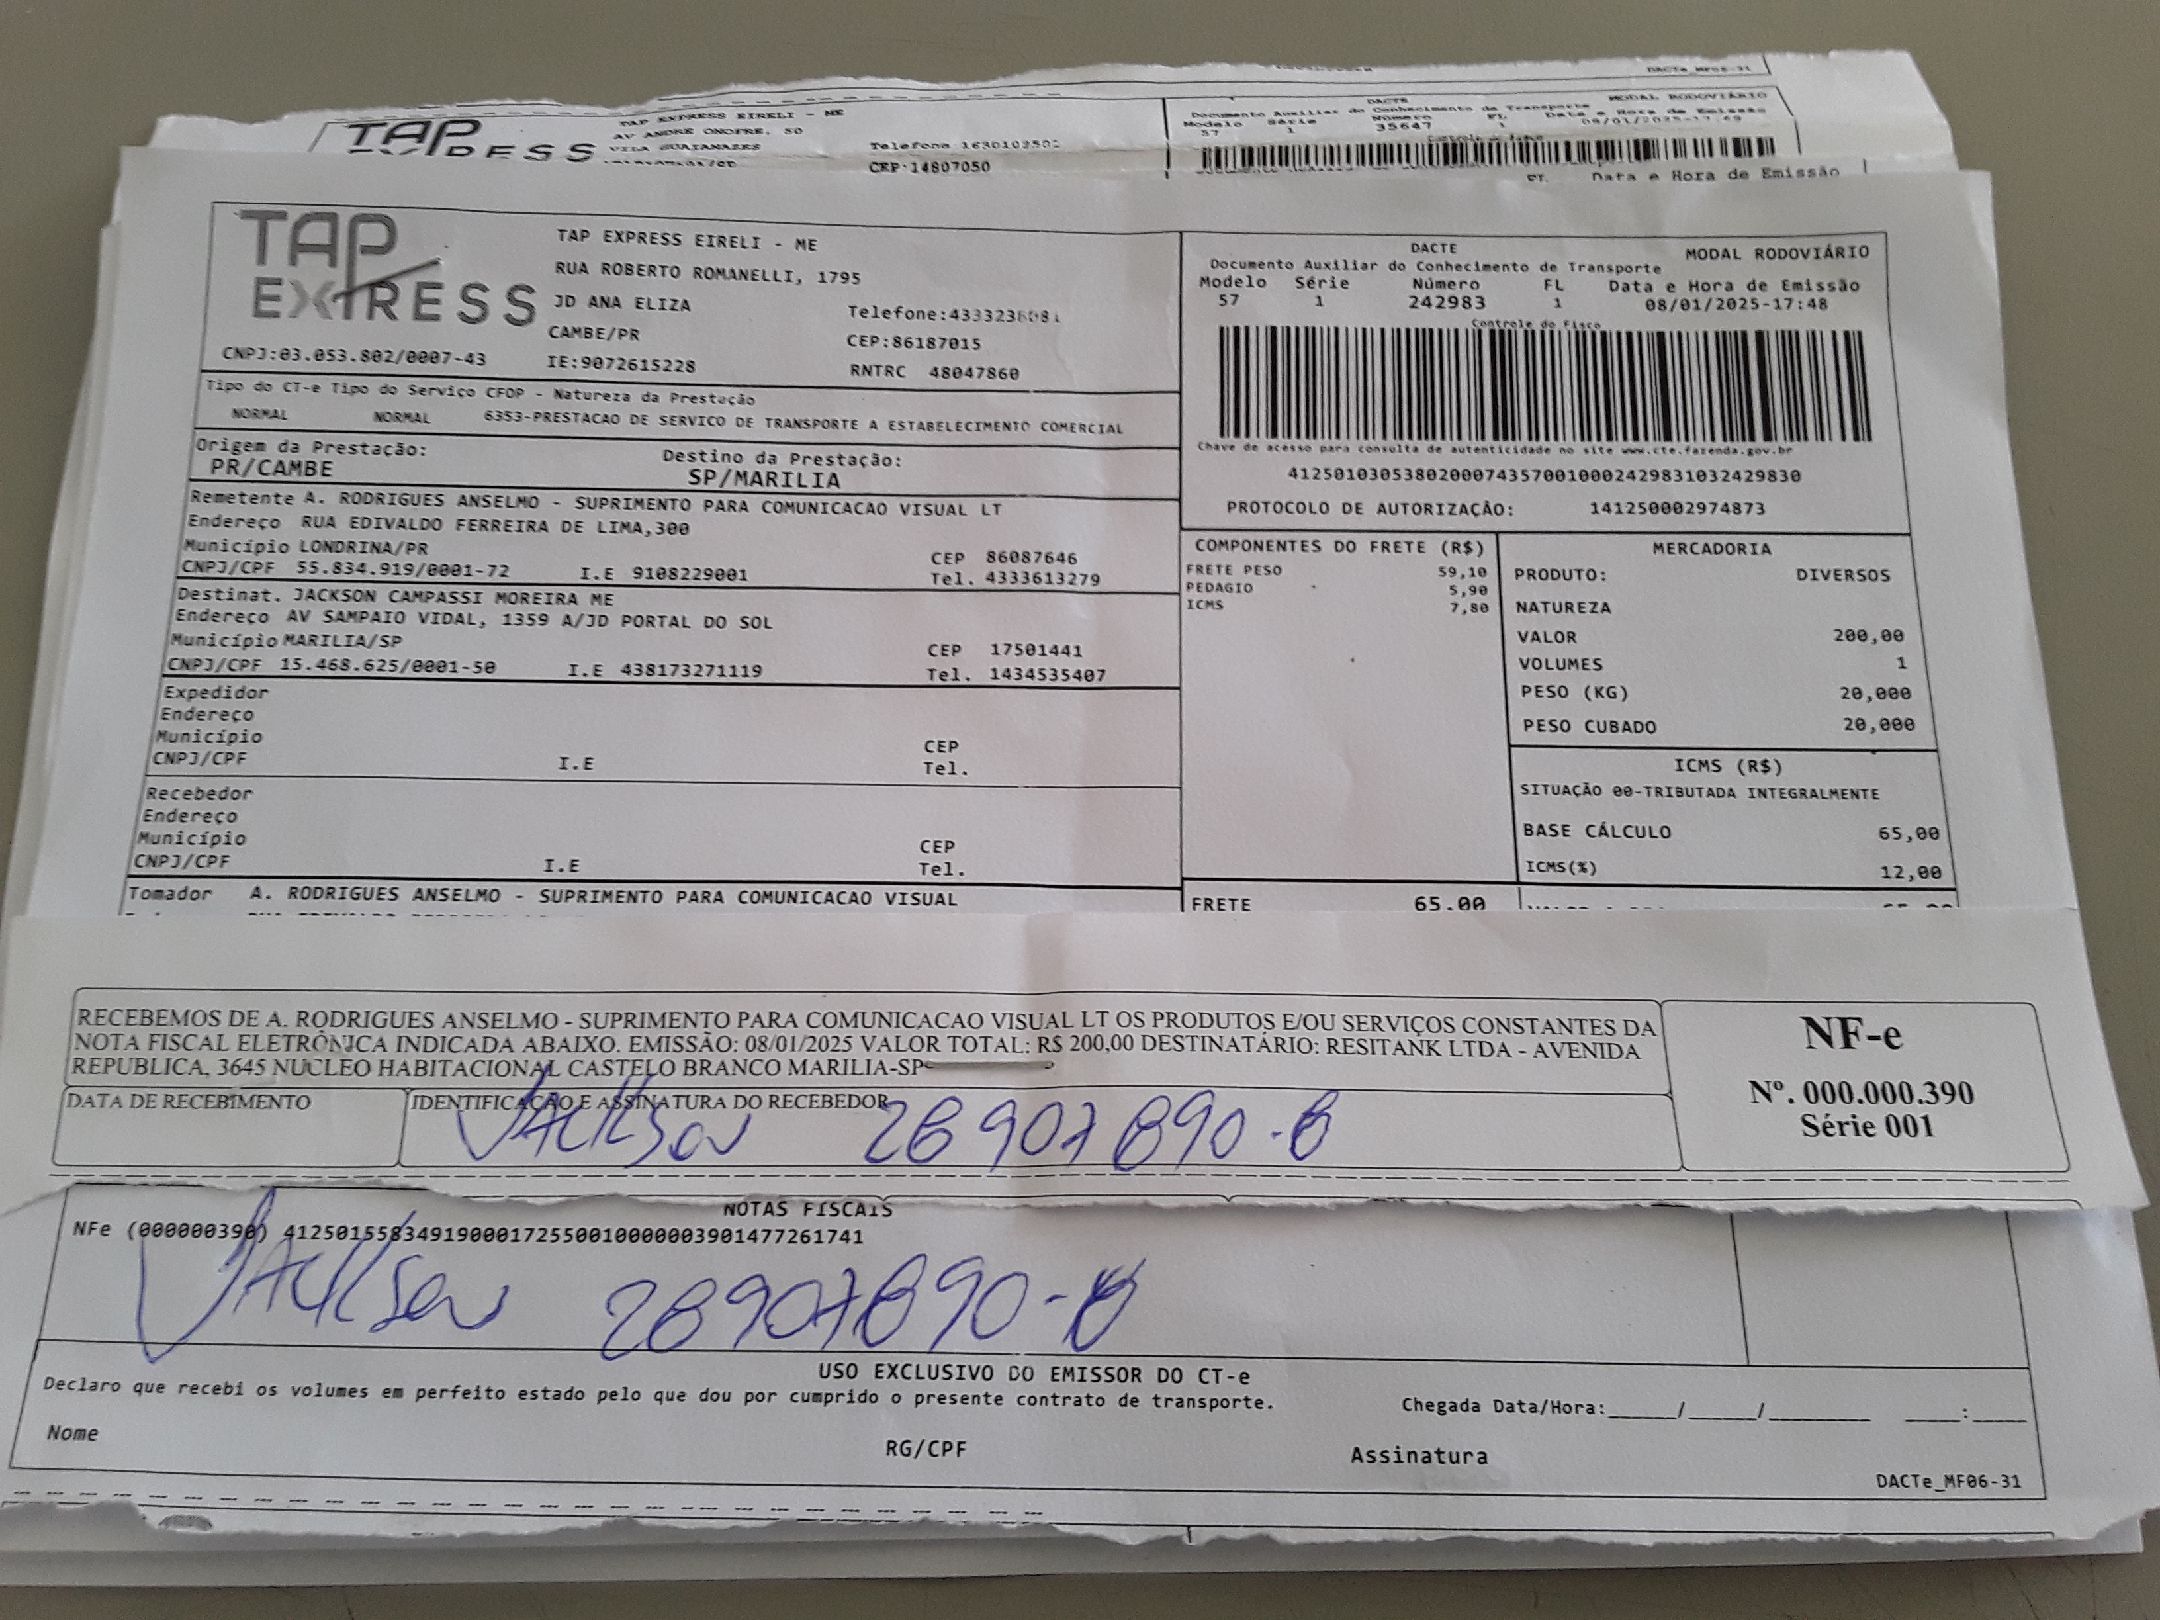 DACTe_MF06-31
TAP EXPRESS EIRELI - ME
AV ANDRE ONOFRE, 50
VILA GUAIANAZES
Telefone
CEP:14807050
TAP
EXPRESS
DACTE
MODAL RODOVIÁRIO
Documento Auxiliar do Conhecimento de Transporte
Modelo Série Número FL Data e Hora de Emissão
57 1 35647 1
Controle do Fisco
FL Data e Hora de Emissão
TAP
EXPRESS
TAP EXPRESS EIRELI - ME
RUA ROBERTO ROMANELLI, 1795
JD ANA ELIZA
CAMBE/PR
Telefone:4333236081
CEP:86187015
CNPJ:03.053.802/0007-43 IE:9072615228 RNTRC 48047860
DACTE
MODAL RODOVIÁRIO
Documento Auxiliar do Conhecimento de Transporte
Modelo Série Número FL Data e Hora de Emissão
57 1 242983 1 08/01/2025-17:48
Controle do Fisco
Chave de acesso para consulta de autenticidade no site www.cte.fazenda.gov.br
41250103053802000743570010002429831032429830
PROTOCOLO DE AUTORIZAÇÃO: 141250002974873
Tipo do CT-e Tipo do Serviço CFOP - Natureza da Prestação
NORMAL NORMAL 6353-PRESTACAO DE SERVICO DE TRANSPORTE A ESTABELECIMENTO COMERCIAL
Origem da Prestação: Destino da Prestação:
PR/CAMBE SP/MARILIA
Remetente A. RODRIGUES ANSELMO - SUPRIMENTO PARA COMUNICACAO VISUAL LT
Endereço RUA EDIVALDO FERREIRA DE LIMA,300
Município LONDRINA/PR CEP 86087646
CNPJ/CPF 55.834.919/0001-72 I.E 9108229001 Tel. 4333613279
Destinat. JACKSON CAMPASSI MOREIRA ME
Endereço AV SAMPAIO VIDAL, 1359 A/JD PORTAL DO SOL
Município MARILIA/SP CEP 17501441
CNPJ/CPF 15.468.625/0001-50 I.E 438173271119 Tel. 1434535407
Expedidor
Endereço
Município CEP
CNPJ/CPF I.E Tel.
Recebedor
Endereço
Município CEP
CNPJ/CPF I.E Tel.
Tomador A. RODRIGUES ANSELMO - SUPRIMENTO PARA COMUNICACAO VISUAL
COMPONENTES DO FRETE (R$)
FRETE PESO 59,10
PEDAGIO 5,90
ICMS 7,80
FRETE 65,00
MERCADORIA
PRODUTO: DIVERSOS
NATUREZA
VALOR 200,00
VOLUMES 1
PESO (KG) 20,000
PESO CUBADO 20,000
ICMS (R$)
SITUAÇÃO 00-TRIBUTADA INTEGRALMENTE
BASE CÁLCULO 65,00
ICMS(%) 12,00
RECEBEMOS DE A. RODRIGUES ANSELMO - SUPRIMENTO PARA COMUNICACAO VISUAL LT OS PRODUTOS E/OU SERVIÇOS CONSTANTES DA
NOTA FISCAL ELETRÔNICA INDICADA ABAIXO. EMISSÃO: 08/01/2025 VALOR TOTAL: R$ 200,00 DESTINATÁRIO: RESITANK LTDA - AVENIDA
REPUBLICA, 3645 NUCLEO HABITACIONAL CASTELO BRANCO MARILIA-SP
DATA DE RECEBIMENTO IDENTIFICAÇÃO E ASSINATURA DO RECEBEDOR
Jackson 28907890-8
NF-e
Nº. 000.000.390
Série 001
NOTAS FISCAIS
NFe (000000390) 41250155834919000172550010000003901477261741
Jackson 28907890-8
USO EXCLUSIVO DO EMISSOR DO CT-e
Declaro que recebi os volumes em perfeito estado pelo que dou por cumprido o presente contrato de transporte.
Chegada Data/Hora:_____/_____/________ ____:____
Nome RG/CPF Assinatura
DACTe_MF06-31